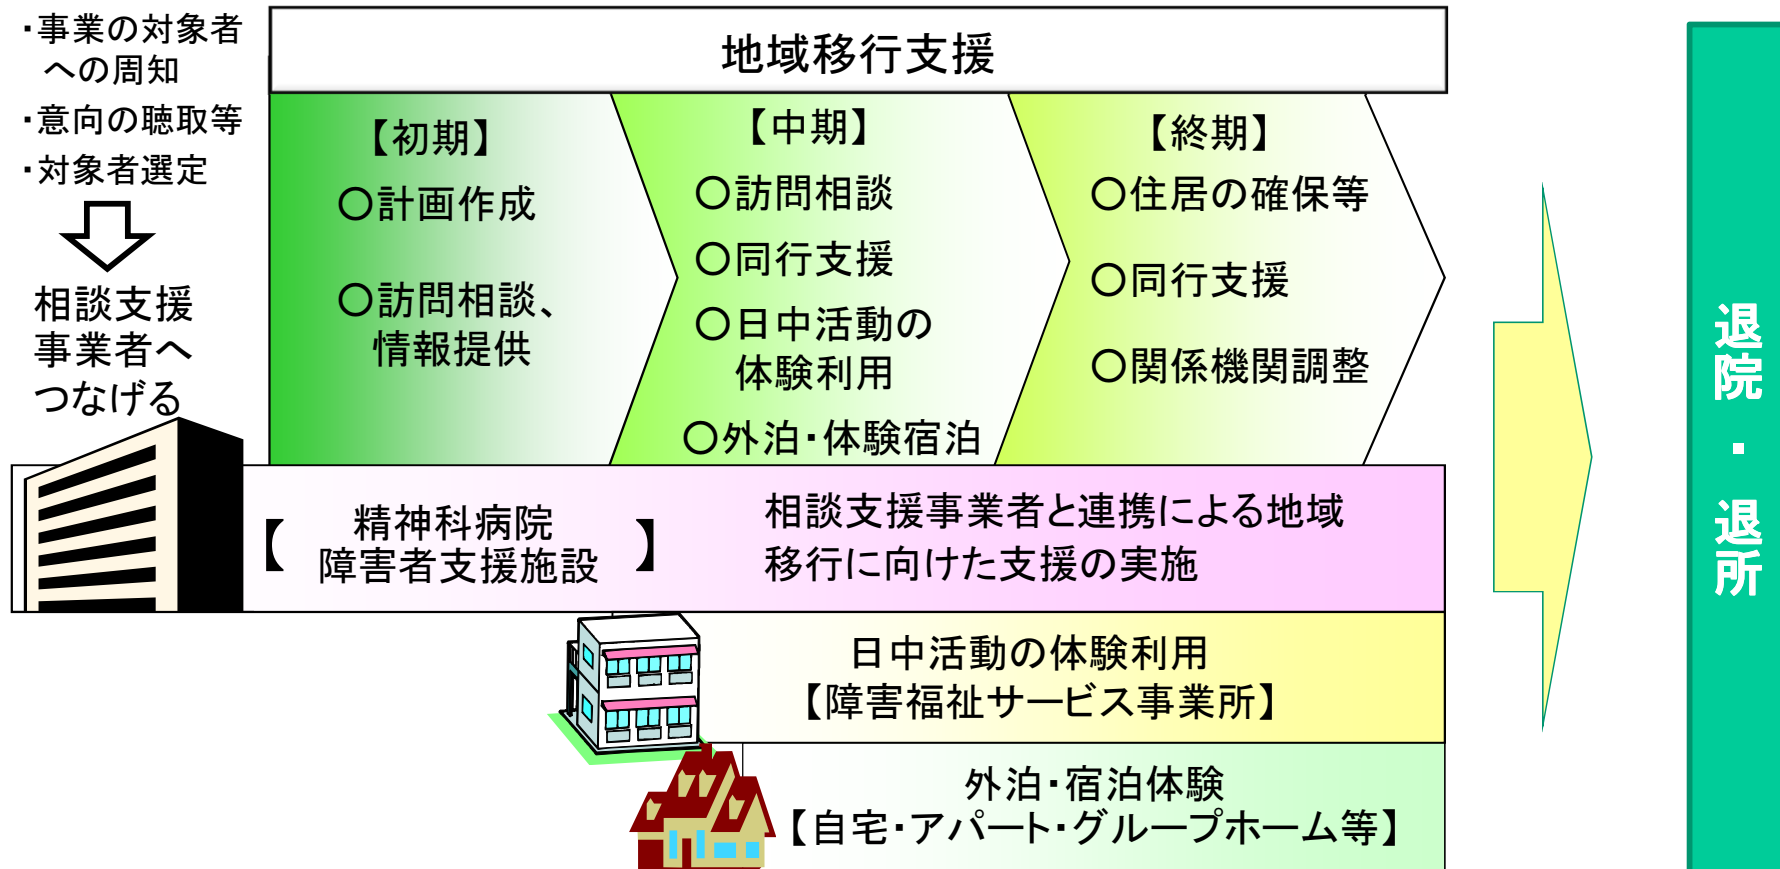 ・事業の対象者
への周知
・意向の聴取等
・対象者選定
相談支援
事業者へ
つなげる
地域移行支援
【初期】
○計画作成
○訪問相談、
情報提供
【中期】
○訪問相談
○同行支援
○日中活動の
体験利用
○外泊・体験宿泊
【終期】
○住居の確保等
○同行支援
○関係機関調整
【 精神科病院
障害者支援施設 】
相談支援事業者と連携による地域
移行に向けた支援の実施
日中活動の体験利用
【障害福祉サービス事業所】
外泊・宿泊体験
【自宅・アパート・グループホーム等】
退院・退所